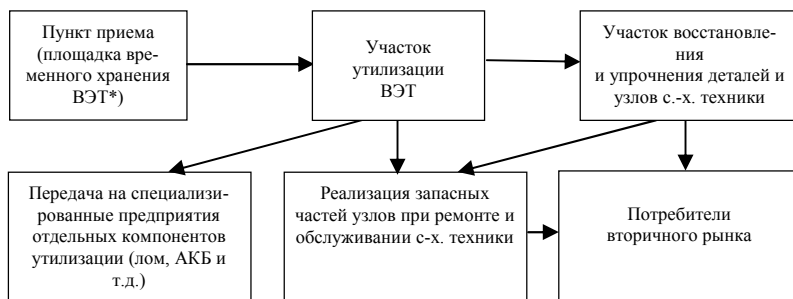 Пункт приема
(площадка вре-
менного хранения
ВЭТ*)
Участок
утилизации
ВЭТ
Участок восстановле-
ния
и упрочнения деталей и
узлов с.-х. техники
Передача на специализи-
рованные предприятия
отдельных компонентов
утилизации (лом, АКБ и
т.д.)
Реализация запасных
частей узлов при ремонте и
обслуживании с-х. техники
Потребители
вторичного рынка